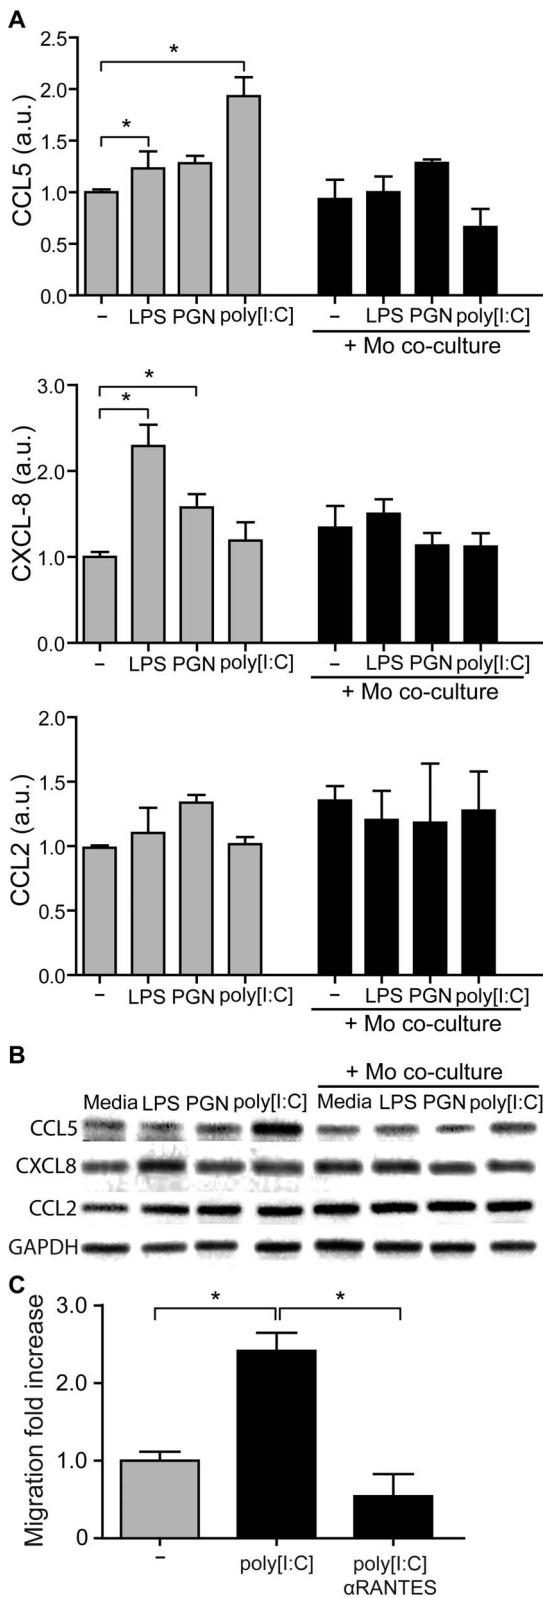 A
CCL5 (a.u.)
2.5
2.0
1.5
1.0
0.5
0.0
* *
– LPS PGN poly[I:C] – LPS PGN poly[I:C]
+ Mo co-culture
CXCL-8 (a.u.)
3.0
2.0
1.0
0.0
* *
– LPS PGN poly[I:C] – LPS PGN poly[I:C]
+ Mo co-culture
CCL2 (a.u.)
2.0
1.5
1.0
0.5
0.0
– LPS PGN poly[I:C] – LPS PGN poly[I:C]
+ Mo co-culture
B
+ Mo co-culture
Media LPS PGN poly[I:C] Media LPS PGN poly[I:C]
CCL5
CXCL8
CCL2
GAPDH
C
Migration fold increase
3.0
2.0
1.0
0
* *
– poly[I:C] poly[I:C]
αRANTES